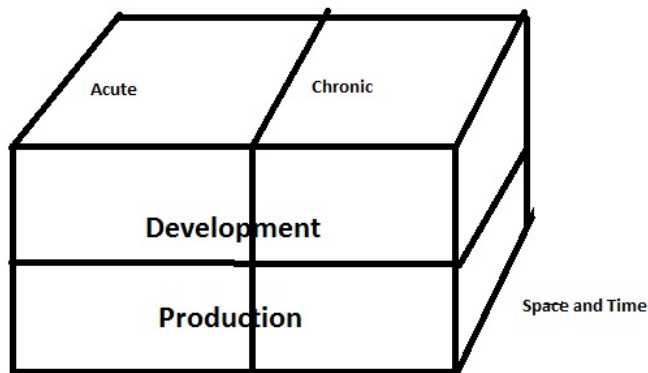 Acute
Chronic
Development
Production
Space and Time